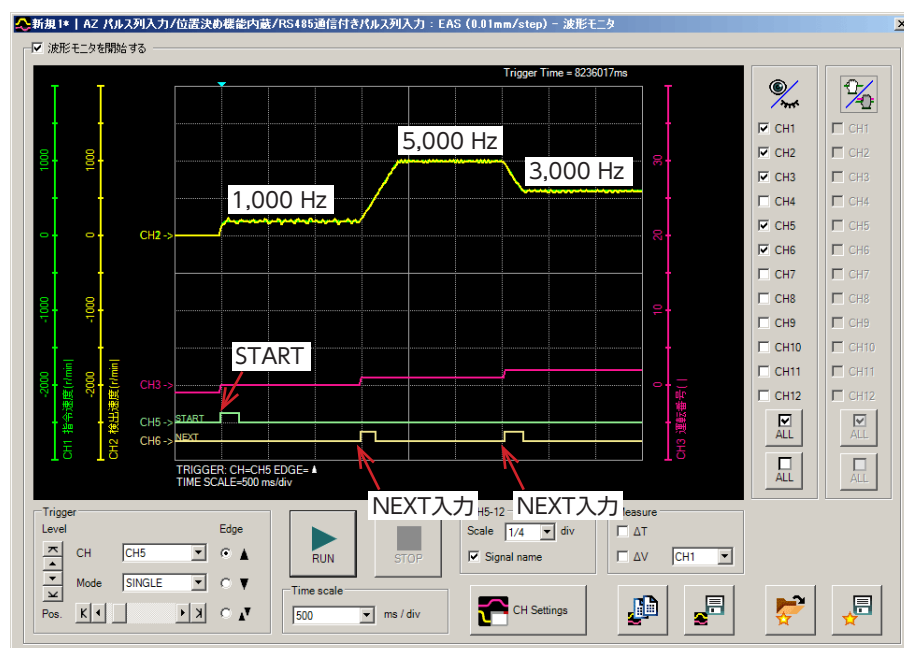 新規1* | AZ パルス列入力/位置決め機能内蔵/RS485通信付きパルス列入力 : EAS (0.01mm/step) - 波形モニタ
波形モニタを開始する
Trigger Time = 8236017ms
1000
0
-1000
-2000
CH1 指令速度[r/min]
1000
0
-1000
-2000
CH2 検出速度[r/min]
CH2 ->
CH3 ->
CH5 -> START
CH6 -> NEXT
1,000 Hz
5,000 Hz
3,000 Hz
START
NEXT入力
NEXT入力
30
20
10
0
CH3 運転番号[ ]
TRIGGER: CH=CH5 EDGE=
TIME SCALE=500 ms/div
CH1
CH2
CH3
CH4
CH5
CH6
CH7
CH8
CH9
CH10
CH11
CH12
ALL
ALL
CH1
CH2
CH3
CH4
CH5
CH6
CH7
CH8
CH9
CH10
CH11
CH12
ALL
ALL
Trigger
Level
Edge
CH CH5
Mode SINGLE
Pos.
RUN
STOP
Time scale
500 ms / div
H5-12
Scale 1/4 div
Signal name
CH Settings
Measure
ΔT
ΔV CH1